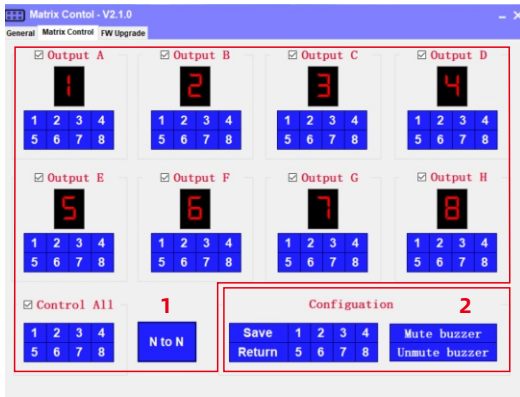 Matrix Contol - V2.1.0
General Matrix Control FW Upgrade
Output A Output B Output C Output D
1 2 3 4
1 2 3 4 1 2 3 4 1 2 3 4 1 2 3 4
5 6 7 8 5 6 7 8 5 6 7 8 5 6 7 8
Output E Output F Output G Output H
5 6 7 8
1 2 3 4 1 2 3 4 1 2 3 4 1 2 3 4
5 6 7 8 5 6 7 8 5 6 7 8 5 6 7 8
Control All 1 Configuation 2
1 2 3 4 N to N Save 1 2 3 4 Mute buzzer
5 6 7 8 Return 5 6 7 8 Unmute buzzer